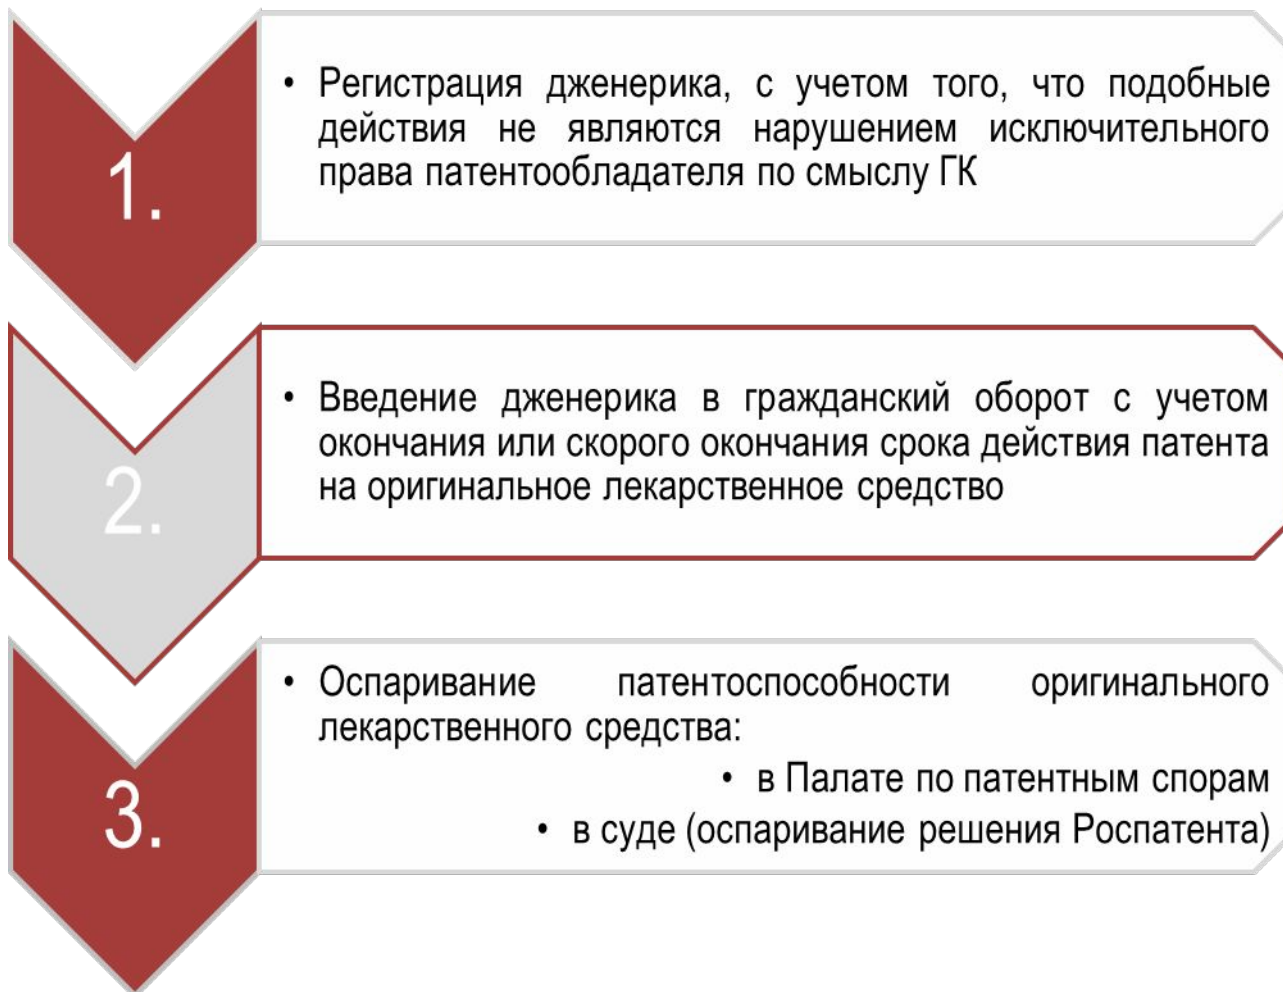 1.
• Регистрация дженерика, с учетом того, что подобные
действия не являются нарушением исключительного
права патентообладателя по смыслу ГК
2.
• Введение дженерика в гражданский оборот с учетом
окончания или скорого окончания срока действия патента
на оригинальное лекарственное средство
3.
• Оспаривание патентоспособности оригинального
лекарственного средства:
• в Палате по патентным спорам
• в суде (оспаривание решения Роспатента)